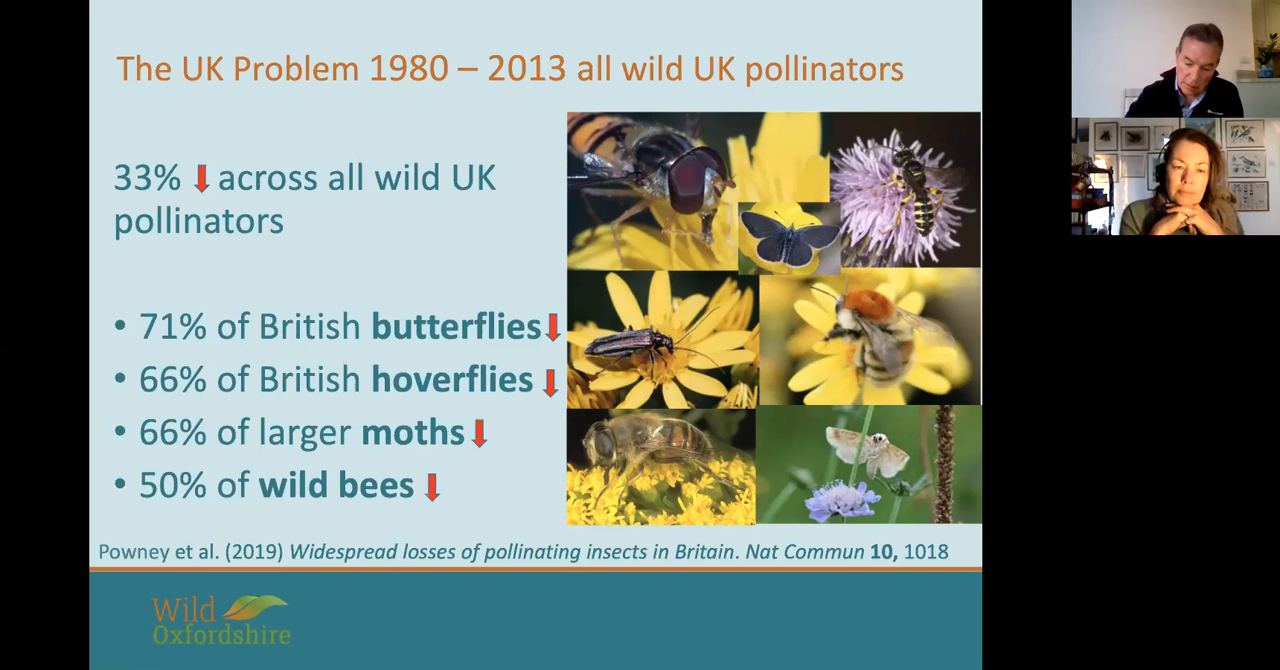 The UK Problem 1980 – 2013 all wild UK pollinators
33% across all wild UK
pollinators
• 71% of British butterflies
• 66% of British hoverflies
• 66% of larger moths
• 50% of wild bees
Powney et al. (2019) Widespread losses of pollinating insects in Britain. Nat Commun 10, 1018
Wild
Oxfordshire